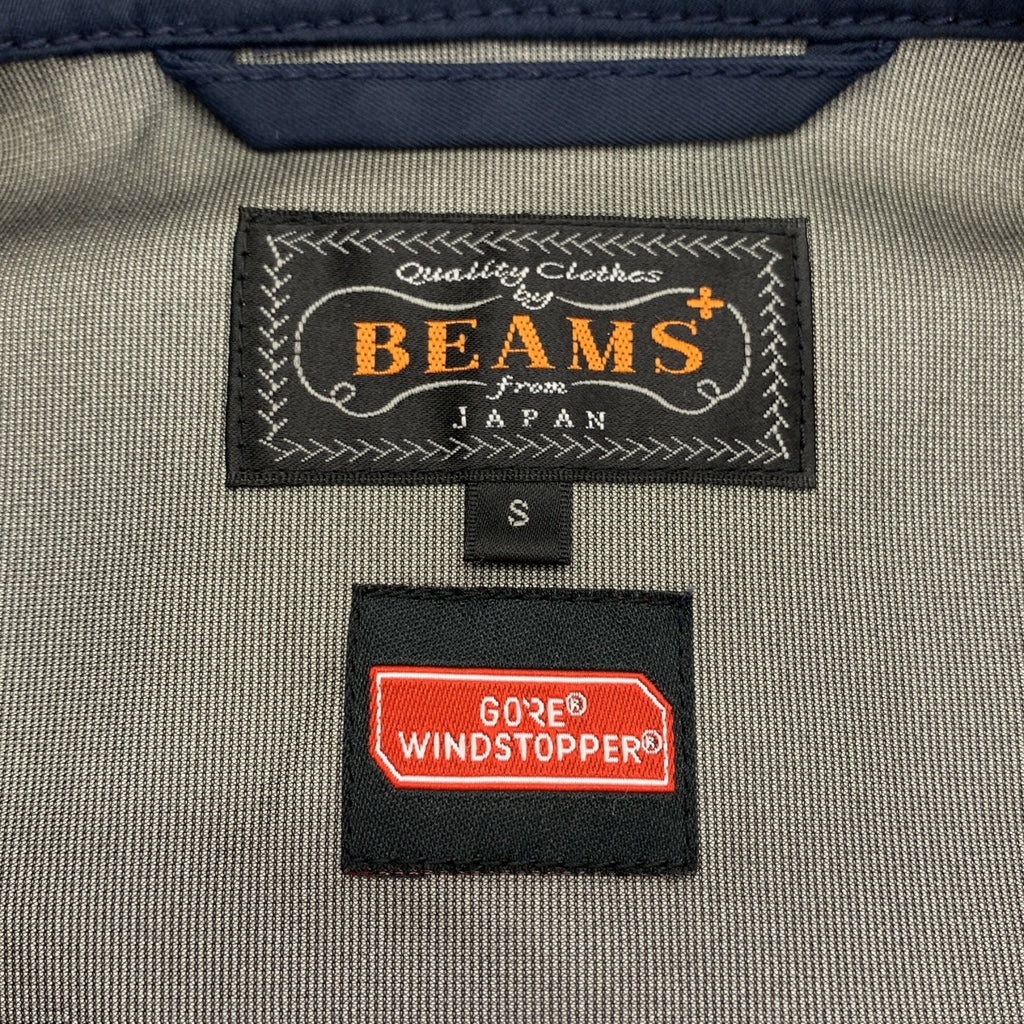 Quality Clothes
by
BEAMS+
from
JAPAN
S
GORE®
WINDSTOPPER®